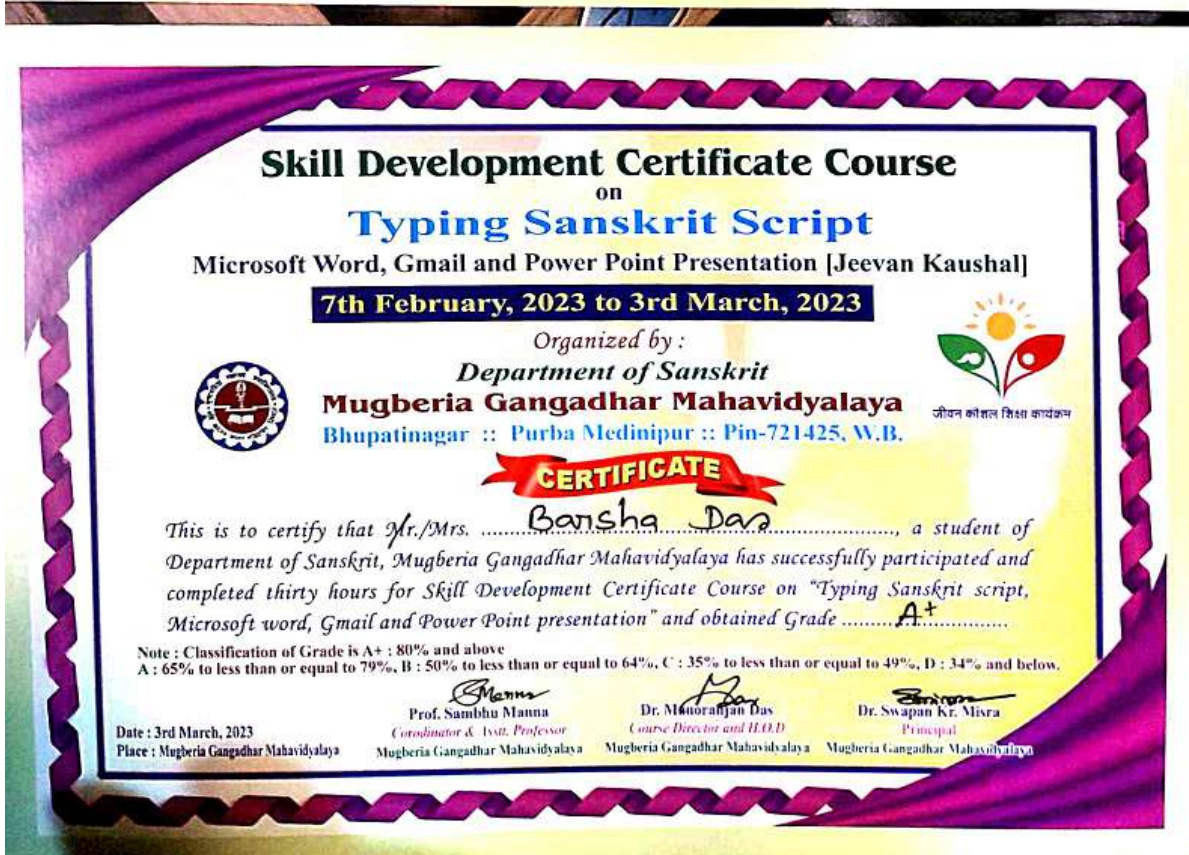 Skill Development Certificate Course
on
Typing Sanskrit Script
Microsoft Word, Gmail and Power Point Presentation [Jeevan Kaushal]
7th February, 2023 to 3rd March, 2023
Organized by :
Department of Sanskrit
Mugberia Gangadhar Mahavidyalaya
Bhupatinagar :: Purba Medinipur :: Pin-721425, W.B.
जीवन कौशल शिक्षा कार्यक्रम
CERTIFICATE
This is to certify that Mr./Mrs. Barsha Das, a student of
Department of Sanskrit, Mugberia Gangadhar Mahavidyalaya has successfully participated and
completed thirty hours for Skill Development Certificate Course on "Typing Sanskrit script,
Microsoft word, Gmail and Power Point presentation" and obtained Grade A+
Note : Classification of Grade is A+ : 80% and above
A : 65% to less than or equal to 79%, B : 50% to less than or equal to 64%, C : 35% to less than or equal to 49%, D : 34% and below.
Prof. Sambhu Manna
Corodinator & Asstt. Professor
Mugberia Gangadhar Mahavidyalaya
Dr. Manoranjan Das
Course Director and H.O.D
Mugberia Gangadhar Mahavidyalaya
Dr. Swapan Kr. Misra
Principal
Mugberia Gangadhar Mahavidyalaya
Date : 3rd March, 2023
Place : Mugberia Gangadhar Mahavidyalaya